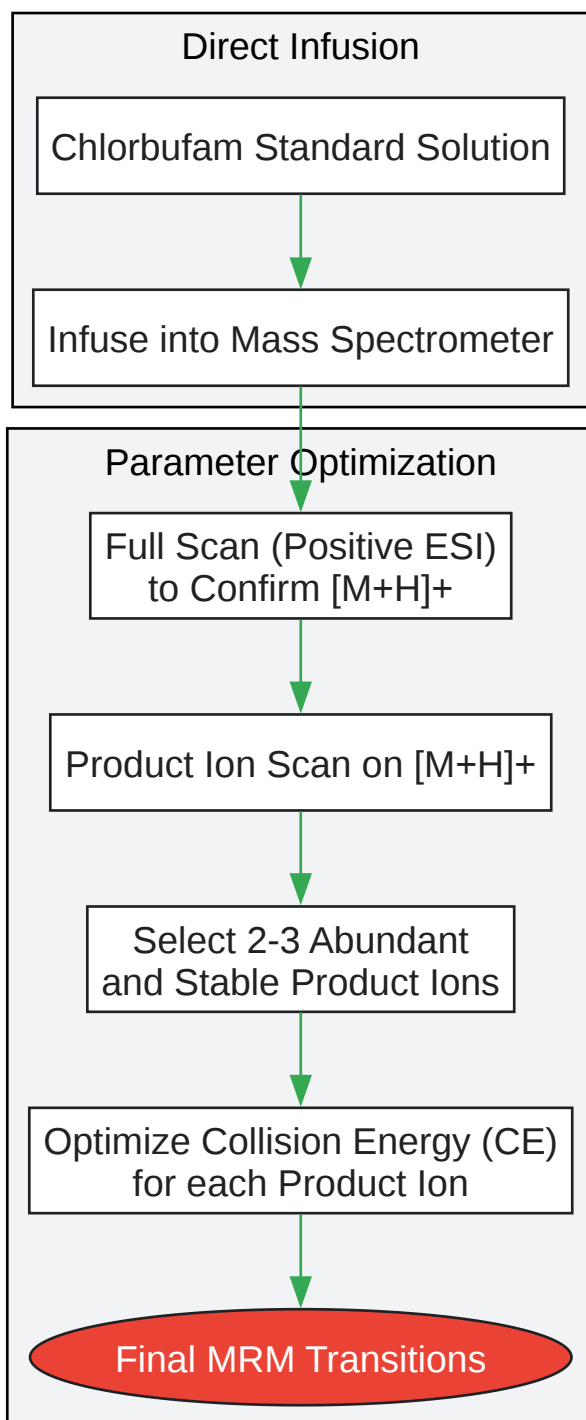 Direct Infusion
Chlorbufam Standard Solution
Infuse into Mass Spectrometer
Parameter Optimization
Full Scan (Positive ESI)
to Confirm [M+H]+
Product Ion Scan on [M+H]+
Select 2-3 Abundant
and Stable Product Ions
Optimize Collision Energy (CE)
for each Product Ion
Final MRM Transitions